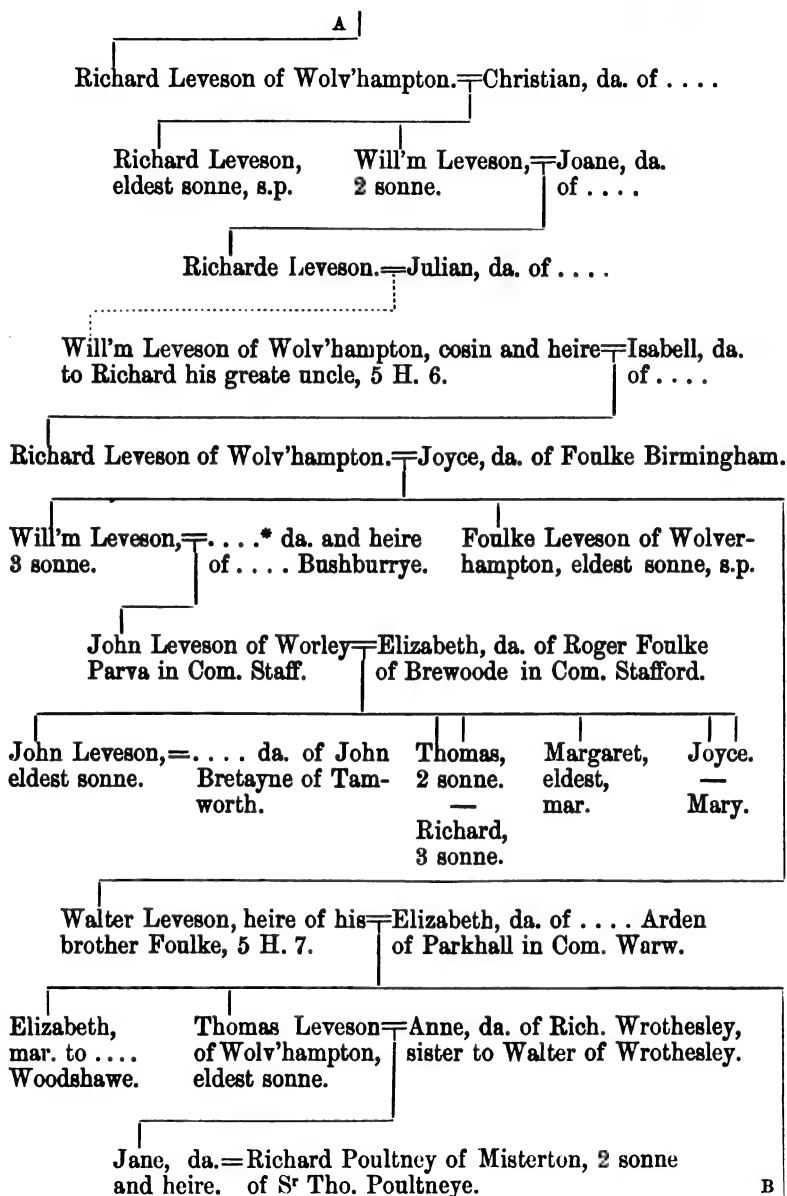 A
Richard Leveson of Wolv'hampton.=Christian, da. of . . . .
Richard Leveson, eldest sonne, s.p.
Will'm Leveson,=Joane, da.
2 sonne. of . . . .
Richarde Leveson.=Julian, da. of . . . .
Will'm Leveson of Wolv'hampton, cosin and heire=Isabell, da.
to Richard his greate uncle, 5 H. 6. of . . . .
Richard Leveson of Wolv'hampton.=Joyce, da. of Foulke Birmingham.
Will'm Leveson,=. . . .* da. and heire
3 sonne. of . . . . Bushburrye.
Foulke Leveson of Wolver-
hampton, eldest sonne, s.p.
John Leveson of Worley=Elizabeth, da. of Roger Foulke
Parva in Com. Staff. of Brewoode in Com. Stafford.
John Leveson,=. . . . da. of John
eldest sonne. Bretayne of Tam-
worth.
Thomas,
2 sonne.
—
Richard,
3 sonne.
Margaret,
eldest,
mar.
Joyce.
—
Mary.
Walter Leveson, heire of his=Elizabeth, da. of . . . . Arden
brother Foulke, 5 H. 7. of Parkhall in Com. Warw.
Elizabeth,
mar. to . . . .
Woodshawe.
Thomas Leveson=Anne, da. of Rich. Wrothesley,
of Wolv'hampton, sister to Walter of Wrothesley.
eldest sonne.
Jane, da.=Richard Poultney of Misterton, 2 sonne
and heire. of Sʳ Tho. Poultneye.
B